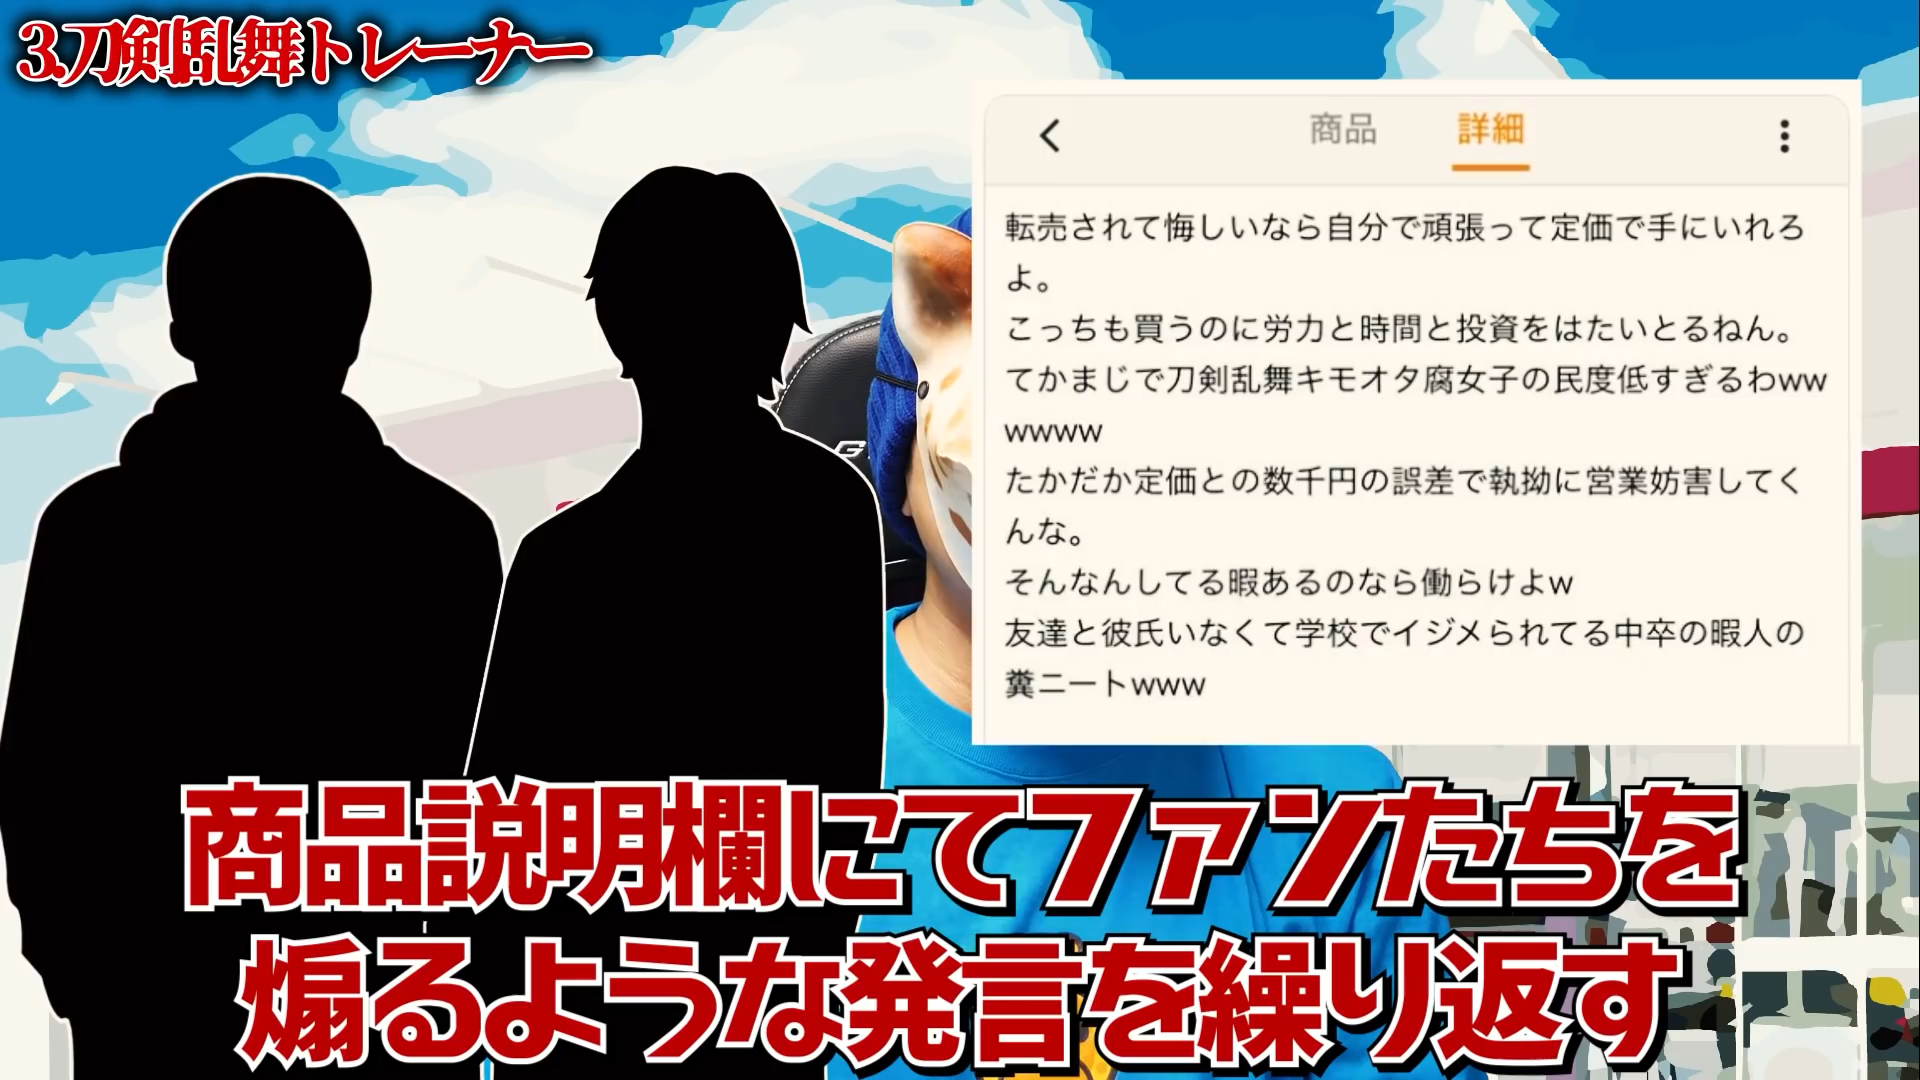 3.刀剣乱舞トレーナー
商品 詳細
転売されて悔しいなら自分で頑張って定価で手にいれろ
よ。
こっちも買うのに労力と時間と投資をはたいとるねん。
てかまじで刀剣乱舞キモオタ腐女子の民度低すぎるわww
wwww
たかだか定価との数千円の誤差で執拗に営業妨害してく
んな。
そんなんしてる暇あるのなら働らけよw
友達と彼氏いなくて学校でイジメられてる中卒の暇人の
糞ニートwww
商品説明欄にてファンたちを
煽るような発言を繰り返す